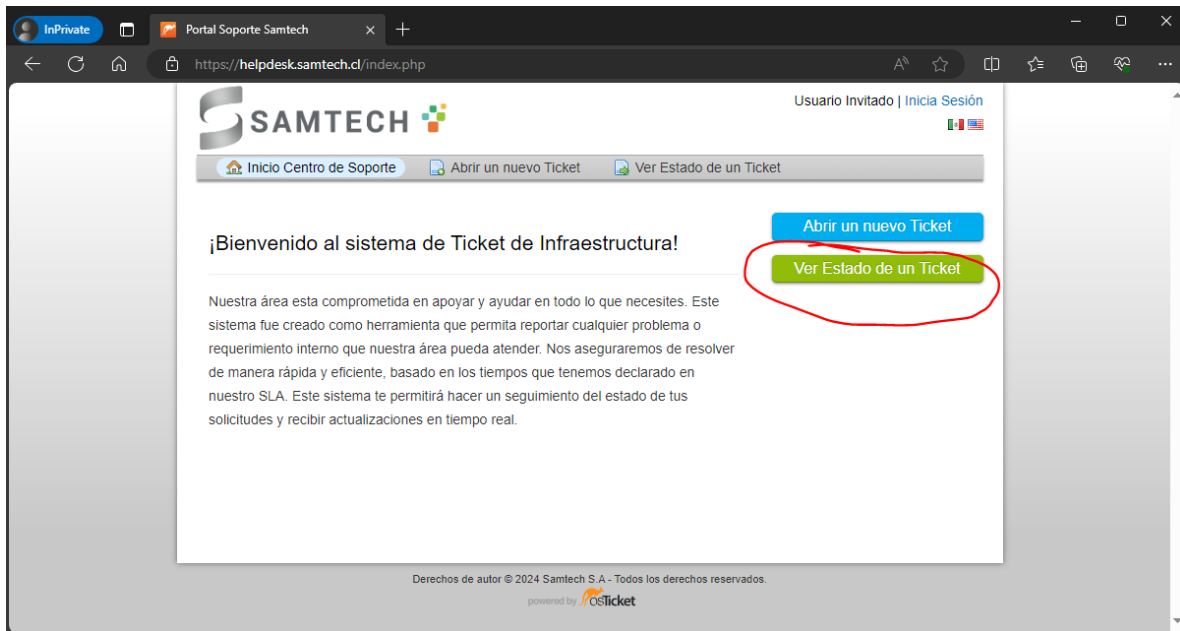 InPrivate
Portal Soporte Samtech
https://helpdesk.samtech.cl/index.php
SAMTECH
Usuario Invitado | Inicia Sesión
Inicio Centro de Soporte
Abrir un nuevo Ticket
Ver Estado de un Ticket
¡Bienvenido al sistema de Ticket de Infraestructura!
Abrir un nuevo Ticket
Ver Estado de un Ticket
Nuestra área esta comprometida en apoyar y ayudar en todo lo que necesites. Este
sistema fue creado como herramienta que permita reportar cualquier problema o
requerimiento interno que nuestra área pueda atender. Nos aseguraremos de resolver
de manera rápida y eficiente, basado en los tiempos que tenemos declarado en
nuestro SLA. Este sistema te permitirá hacer un seguimiento del estado de tus
solicitudes y recibir actualizaciones en tiempo real.
Derechos de autor © 2024 Samtech S.A - Todos los derechos reservados.
powered by osTicket